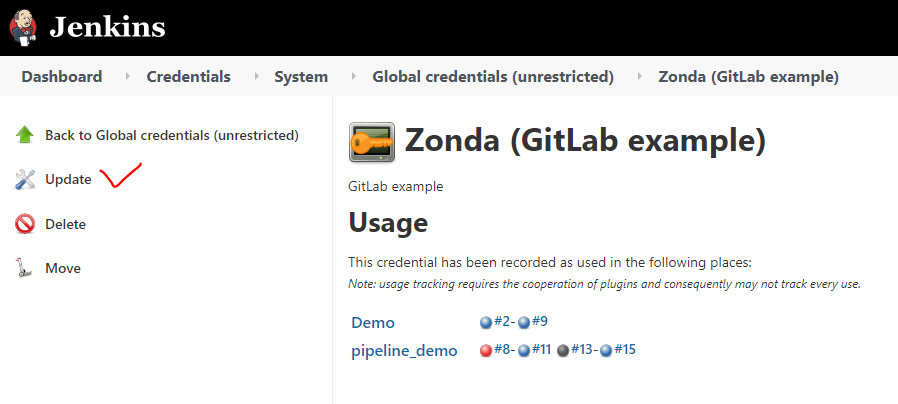 Jenkins
Dashboard Credentials System Global credentials (unrestricted) Zonda (GitLab example)
Back to Global credentials (unrestricted)
Update
Delete
Move
Zonda (GitLab example)
GitLab example
Usage
This credential has been recorded as used in the following places:
Note: usage tracking requires the cooperation of plugins and consequently may not track every use.
Demo #2-#9
pipeline_demo #8-#11 #13-#15